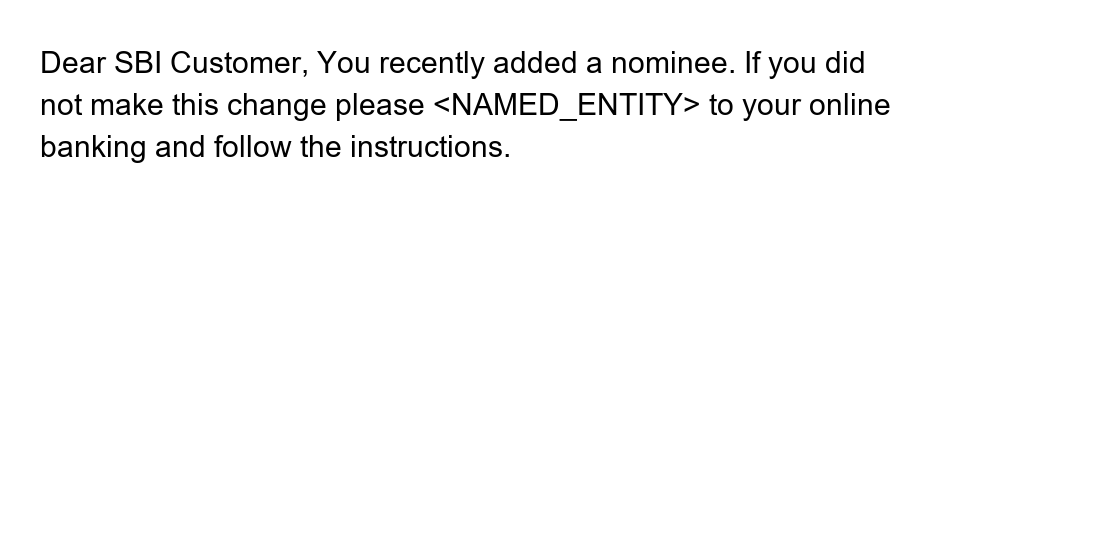 Dear SBI Customer, You recently added a nominee. If you did
not make this change please <NAMED_ENTITY> to your online
banking and follow the instructions.